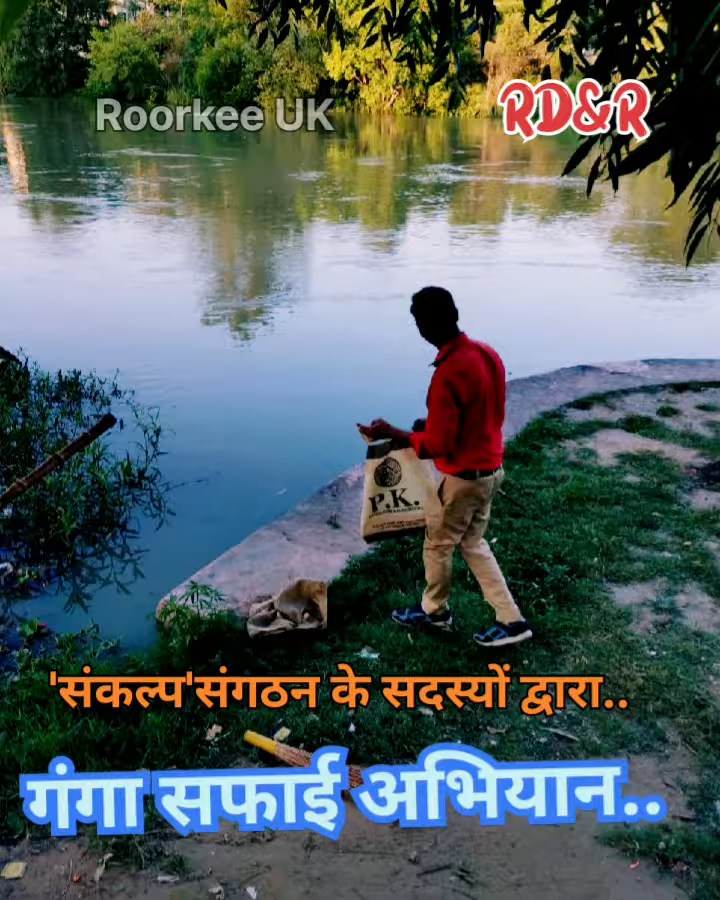 Roorkee UK
RD&R
P.K.
'संकल्प'संगठन के सदस्यों द्वारा..
गंगा सफाई अभियान..